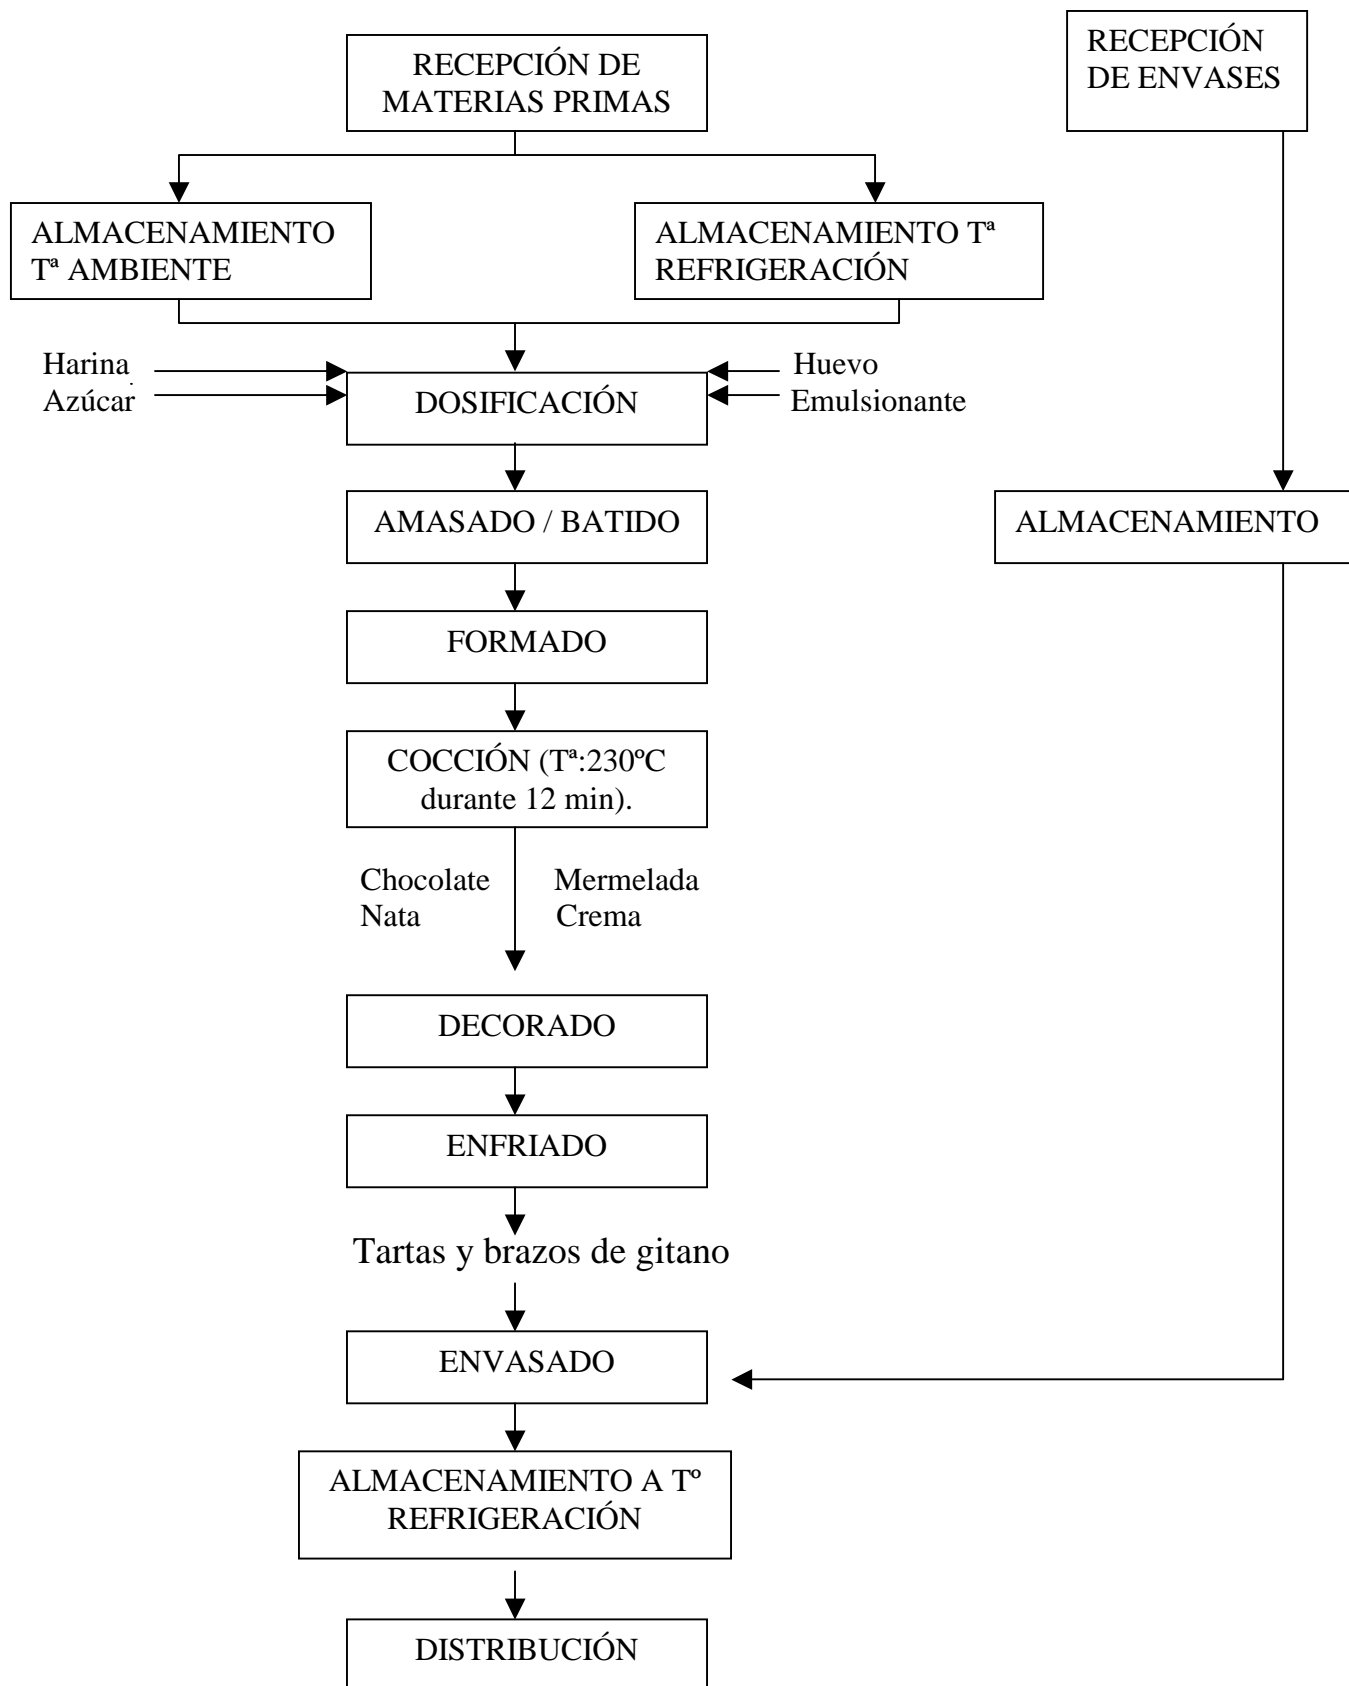 RECEPCIÓN DE
MATERIAS PRIMAS
RECEPCIÓN
DE ENVASES
ALMACENAMIENTO
Tª AMBIENTE
ALMACENAMIENTO Tª
REFRIGERACIÓN
Harina
Azúcar
Huevo
Emulsionante
DOSIFICACIÓN
AMASADO / BATIDO
ALMACENAMIENTO
FORMADO
COCCIÓN (Tª:230ºC
durante 12 min).
Chocolate
Nata
Mermelada
Crema
DECORADO
ENFRIADO
Tartas y brazos de gitano
ENVASADO
ALMACENAMIENTO A Tº
REFRIGERACIÓN
DISTRIBUCIÓN